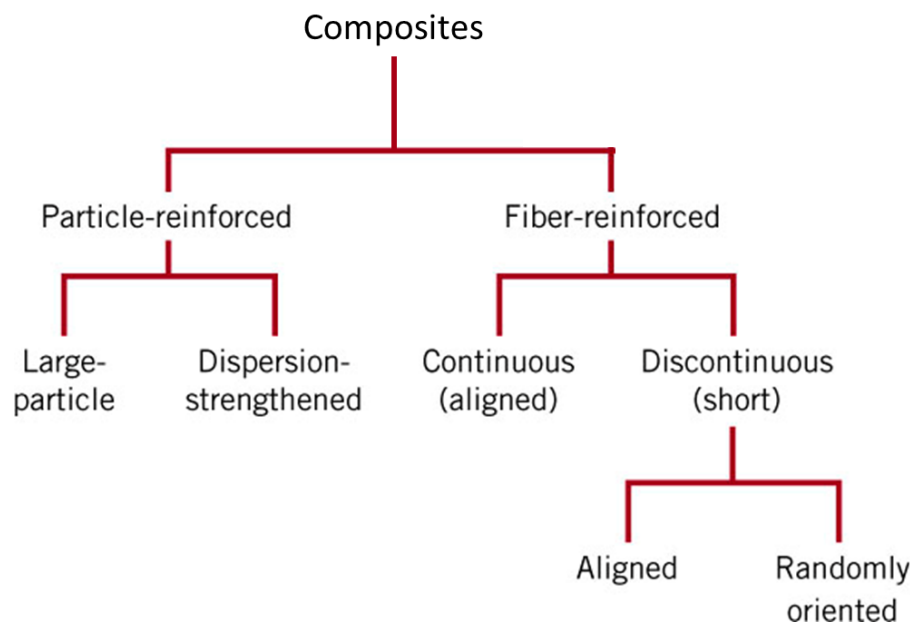 Composites
Particle-reinforced
Fiber-reinforced
Large-
particle
Dispersion-
strengthened
Continuous
(aligned)
Discontinuous
(short)
Aligned
Randomly
oriented